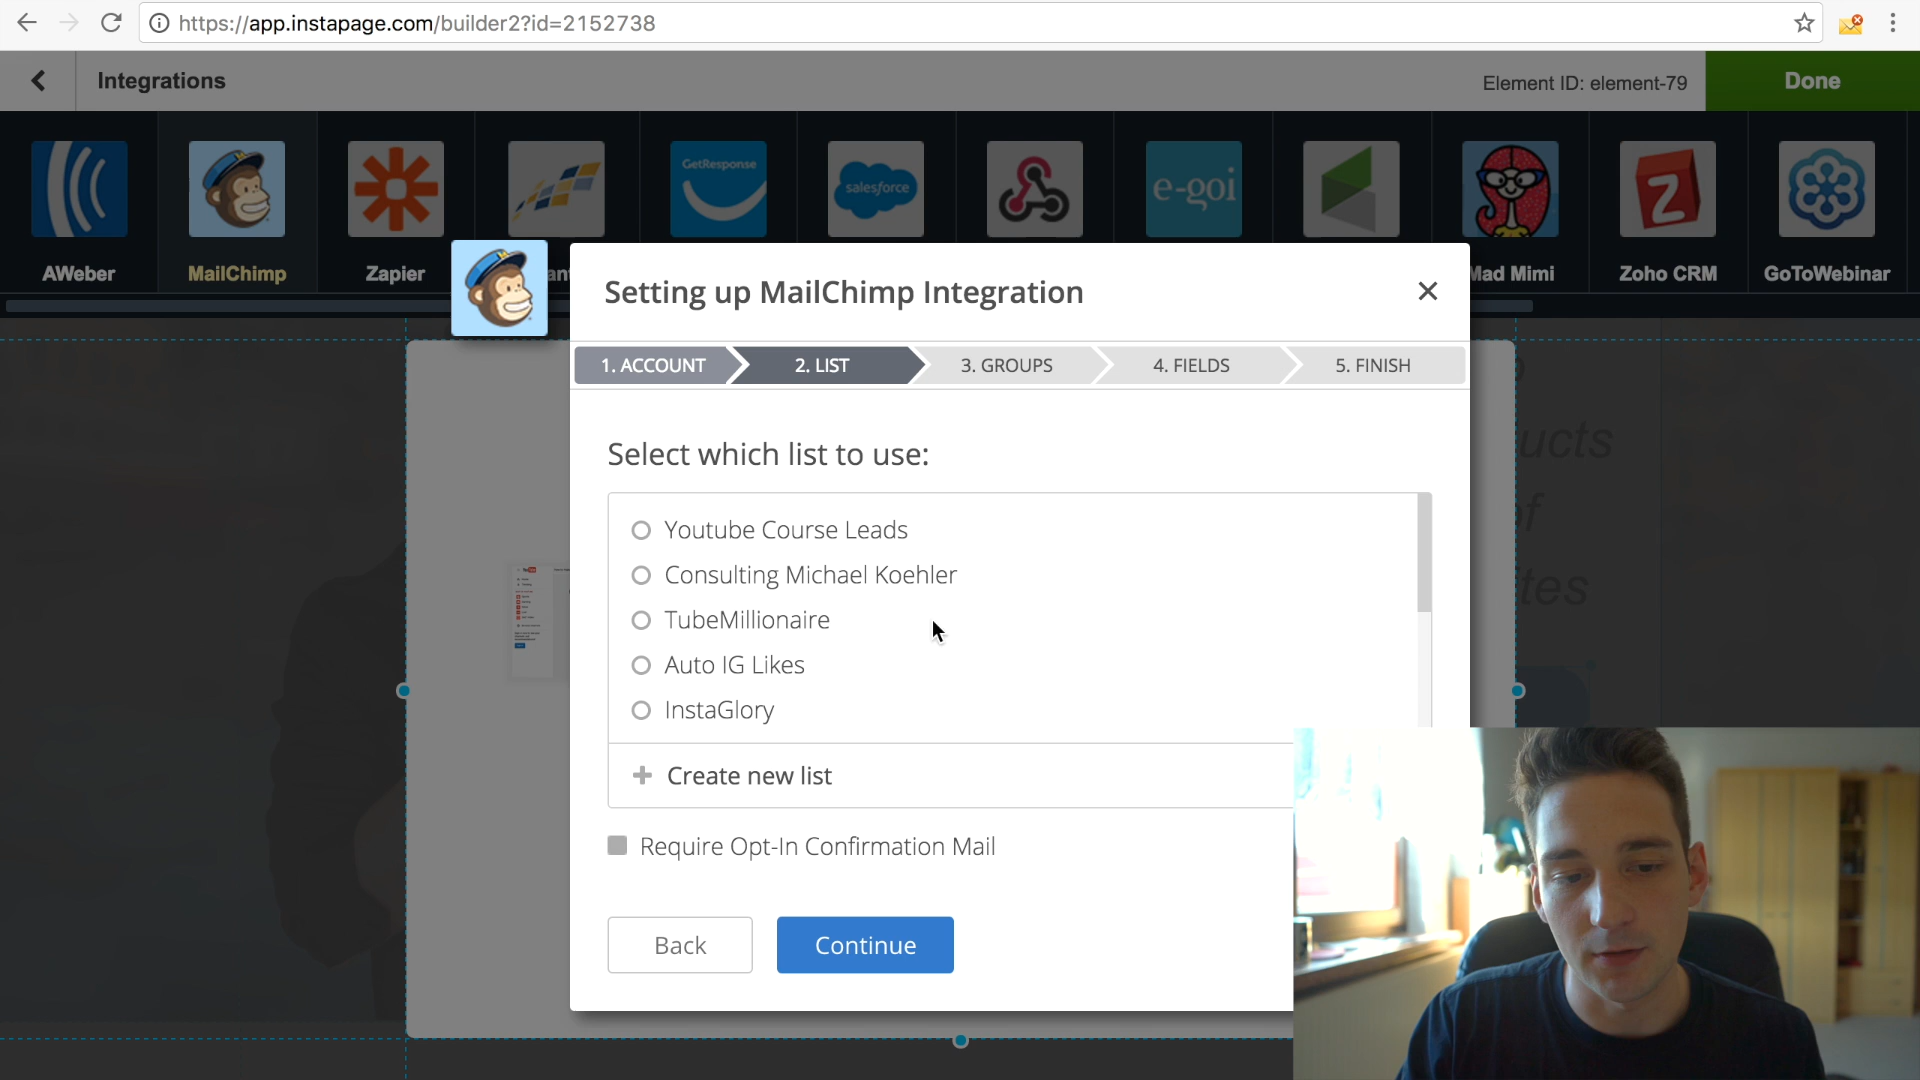 https://app.instapage.com/builder2?id=2152738
Integrations
Element ID: element-79
Done
GetResponse
salesforce
e-goi
AWeber
MailChimp
Zapier
Mad Mimi
Zoho CRM
GoToWebinar
Setting up MailChimp Integration
1. ACCOUNT
2. LIST
3. GROUPS
4. FIELDS
5. FINISH
Select which list to use:
Youtube Course Leads
Consulting Michael Koehler
TubeMillionaire
Auto IG Likes
InstaGlory
Create new list
Require Opt-In Confirmation Mail
Back
Continue